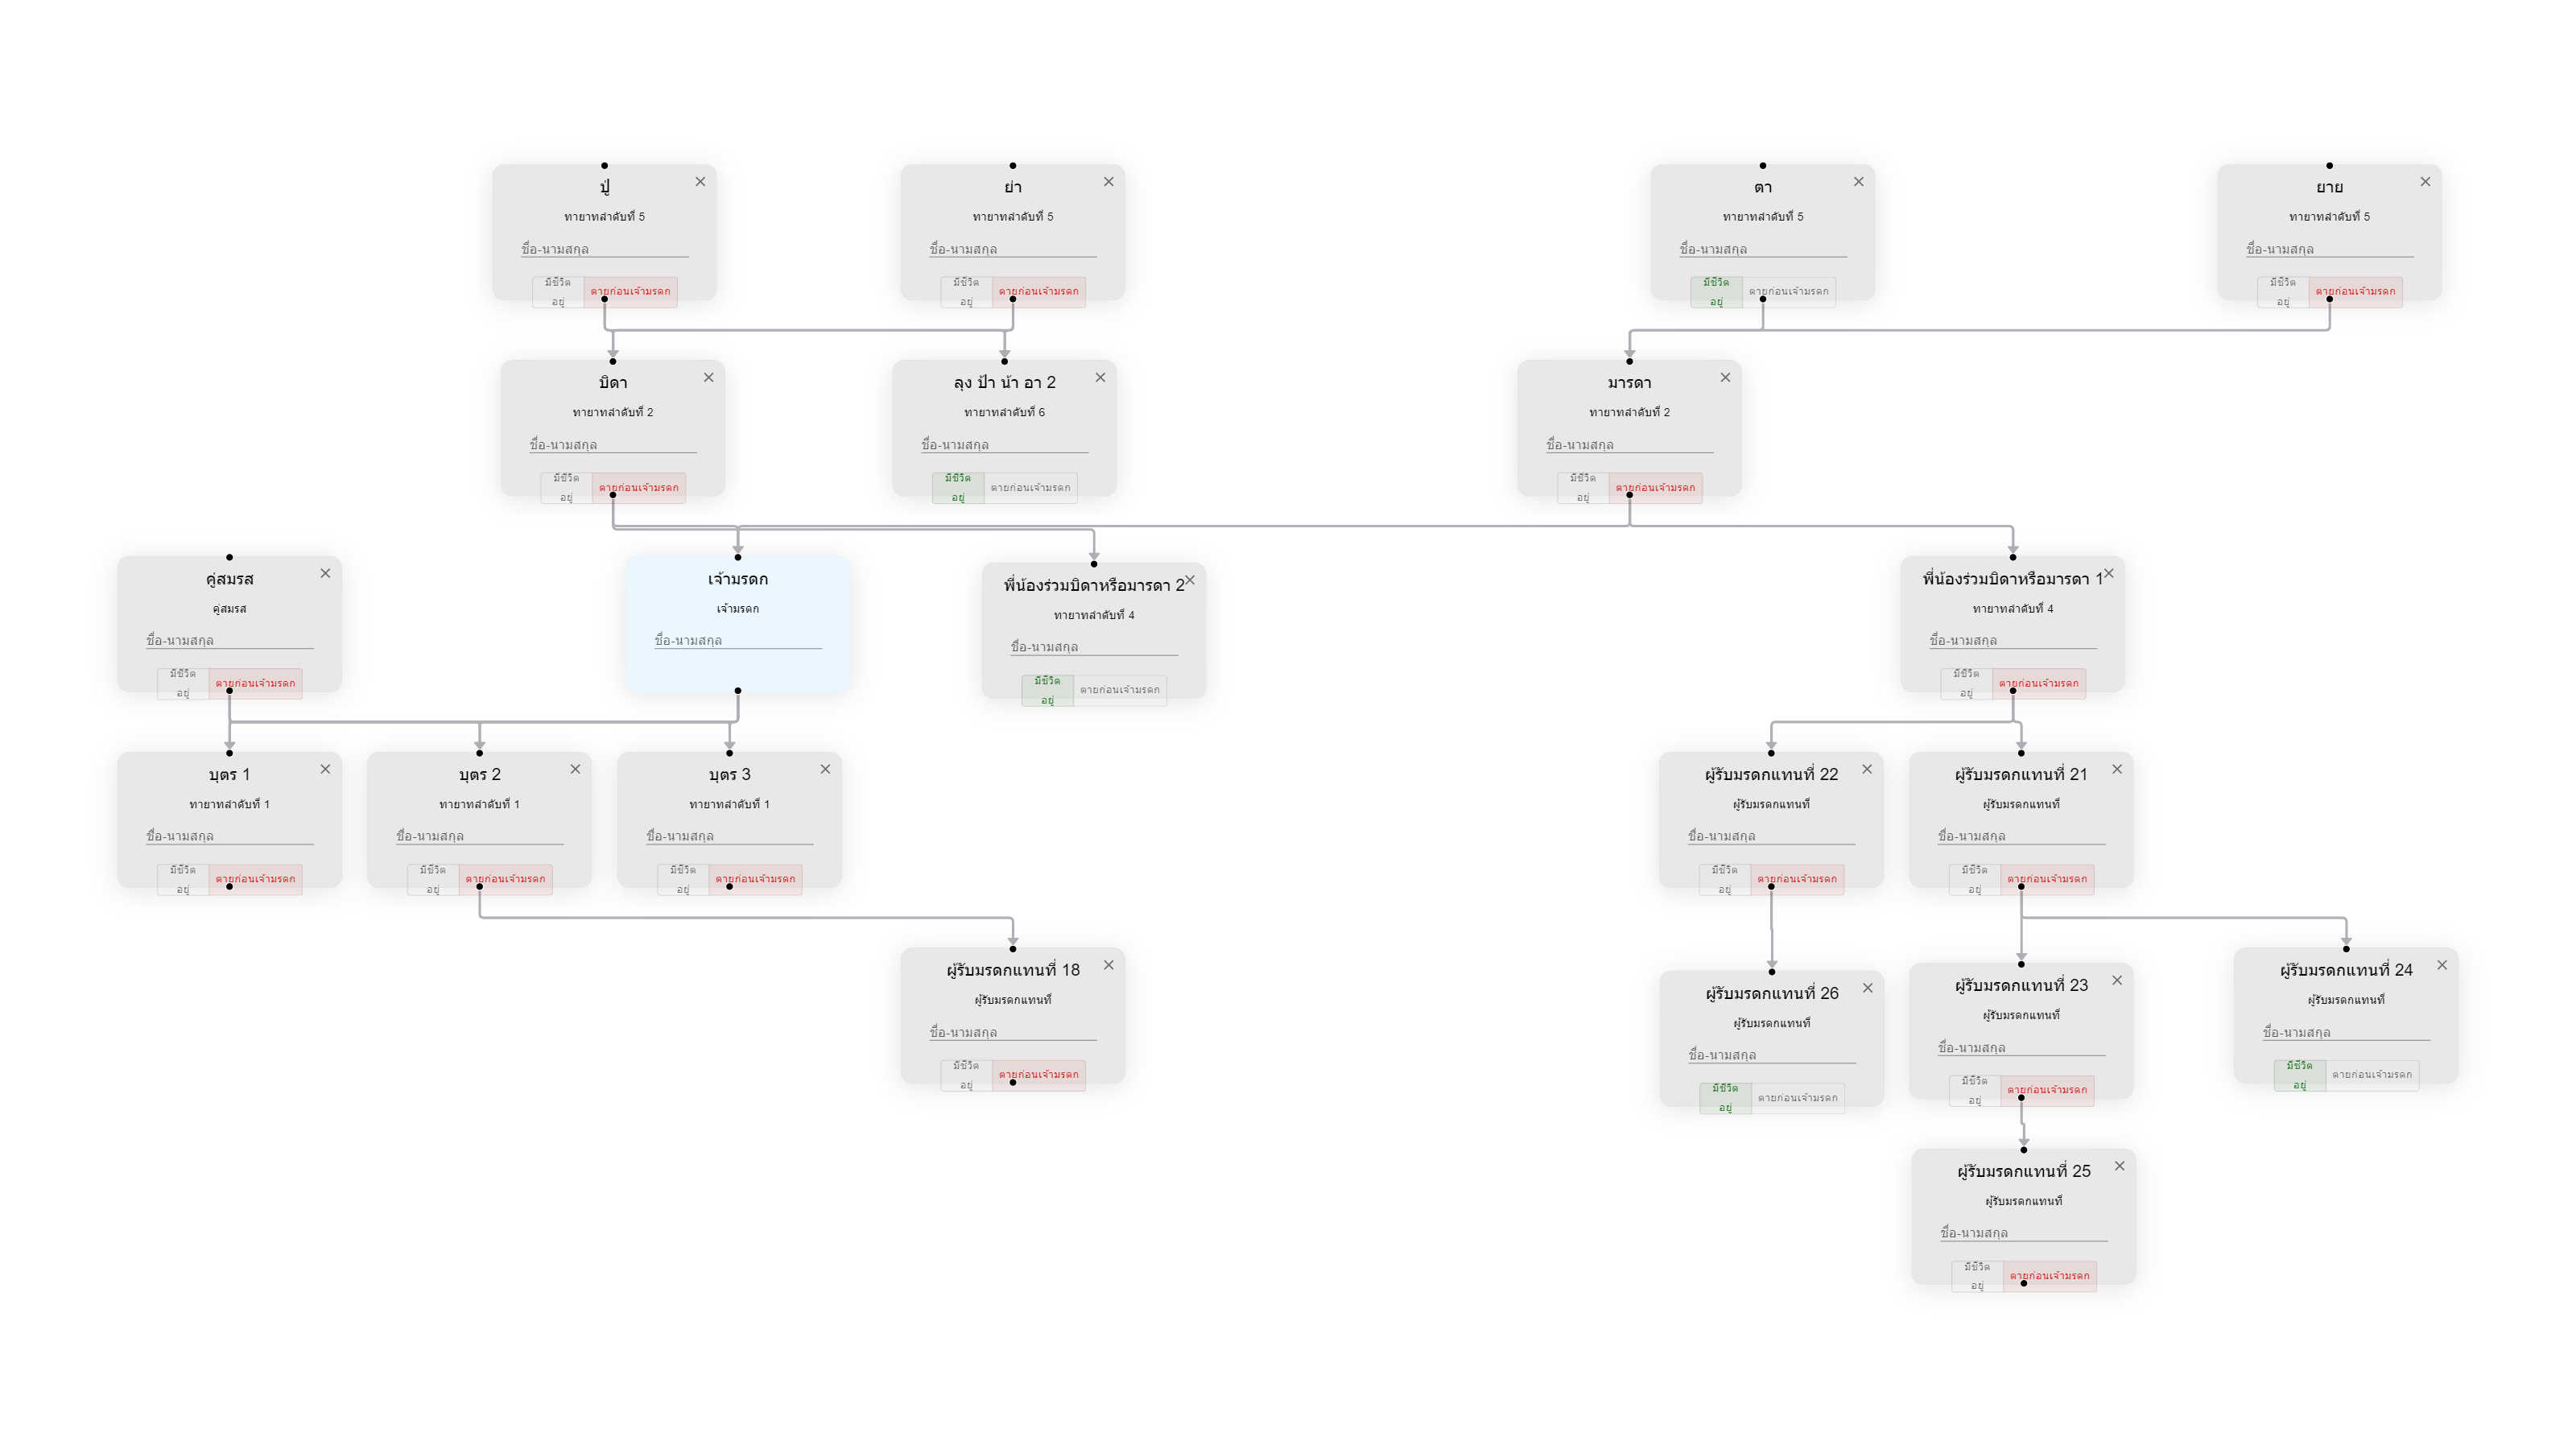 ปู่
ทายาทลำดับที่ 5
ชื่อ-นามสกุล
มีชีวิต
อยู่
ตายก่อนเจ้ามรดก
ย่า
ทายาทลำดับที่ 5
ชื่อ-นามสกุล
มีชีวิต
อยู่
ตายก่อนเจ้ามรดก
ตา
ทายาทลำดับที่ 5
ชื่อ-นามสกุล
มีชีวิต
อยู่
ตายก่อนเจ้ามรดก
ยาย
ทายาทลำดับที่ 5
ชื่อ-นามสกุล
มีชีวิต
อยู่
ตายก่อนเจ้ามรดก
บิดา
ทายาทลำดับที่ 2
ชื่อ-นามสกุล
มีชีวิต
อยู่
ตายก่อนเจ้ามรดก
ลุง ป้า น้า อา 2
ทายาทลำดับที่ 6
ชื่อ-นามสกุล
มีชีวิต
อยู่
ตายก่อนเจ้ามรดก
มารดา
ทายาทลำดับที่ 2
ชื่อ-นามสกุล
มีชีวิต
อยู่
ตายก่อนเจ้ามรดก
คู่สมรส
คู่สมรส
ชื่อ-นามสกุล
มีชีวิต
อยู่
ตายก่อนเจ้ามรดก
เจ้ามรดก
เจ้ามรดก
ชื่อ-นามสกุล
พี่น้องร่วมบิดาหรือมารดา 2
ทายาทลำดับที่ 4
ชื่อ-นามสกุล
มีชีวิต
อยู่
ตายก่อนเจ้ามรดก
พี่น้องร่วมบิดาหรือมารดา 1
ทายาทลำดับที่ 4
ชื่อ-นามสกุล
มีชีวิต
อยู่
ตายก่อนเจ้ามรดก
บุตร 1
ทายาทลำดับที่ 1
ชื่อ-นามสกุล
มีชีวิต
อยู่
ตายก่อนเจ้ามรดก
บุตร 2
ทายาทลำดับที่ 1
ชื่อ-นามสกุล
มีชีวิต
อยู่
ตายก่อนเจ้ามรดก
บุตร 3
ทายาทลำดับที่ 1
ชื่อ-นามสกุล
มีชีวิต
อยู่
ตายก่อนเจ้ามรดก
ผู้รับมรดกแทนที่ 22
ผู้รับมรดกแทนที่
ชื่อ-นามสกุล
มีชีวิต
อยู่
ตายก่อนเจ้ามรดก
ผู้รับมรดกแทนที่ 21
ผู้รับมรดกแทนที่
ชื่อ-นามสกุล
มีชีวิต
อยู่
ตายก่อนเจ้ามรดก
ผู้รับมรดกแทนที่ 18
ผู้รับมรดกแทนที่
ชื่อ-นามสกุล
มีชีวิต
อยู่
ตายก่อนเจ้ามรดก
ผู้รับมรดกแทนที่ 26
ผู้รับมรดกแทนที่
ชื่อ-นามสกุล
มีชีวิต
อยู่
ตายก่อนเจ้ามรดก
ผู้รับมรดกแทนที่ 23
ผู้รับมรดกแทนที่
ชื่อ-นามสกุล
มีชีวิต
อยู่
ตายก่อนเจ้ามรดก
ผู้รับมรดกแทนที่ 24
ผู้รับมรดกแทนที่
ชื่อ-นามสกุล
มีชีวิต
อยู่
ตายก่อนเจ้ามรดก
ผู้รับมรดกแทนที่ 25
ผู้รับมรดกแทนที่
ชื่อ-นามสกุล
มีชีวิต
อยู่
ตายก่อนเจ้ามรดก